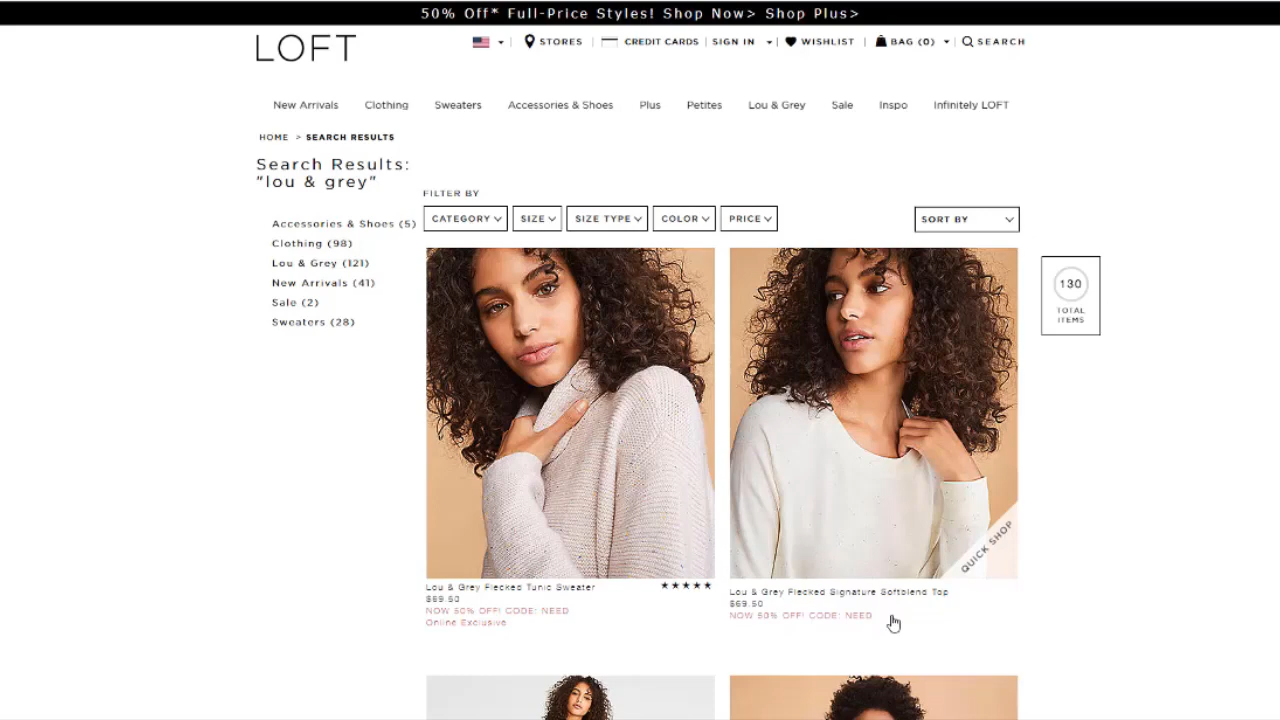 50% Off* Full-Price Styles! Shop Now> Shop Plus>
LOFT
STORES
CREDIT CARDS
SIGN IN
WISHLIST
BAG (0)
SEARCH
New Arrivals
Clothing
Sweaters
Accessories & Shoes
Plus
Petites
Lou & Grey
Sale
Inspo
Infinitely LOFT
HOME > SEARCH RESULTS
Search Results:
"lou & grey"
Accessories & Shoes (5)
Clothing (98)
Lou & Grey (121)
New Arrivals (41)
Sale (2)
Sweaters (28)
FILTER BY
CATEGORY
SIZE
SIZE TYPE
COLOR
PRICE
SORT BY
130
TOTAL
ITEMS
QUICK SHOP
Lou & Grey Flecked Tunic Sweater
$89.50
NOW 50% OFF! CODE: NEED
Online Exclusive
Lou & Grey Flecked Signature Softblend Top
$69.50
NOW 50% OFF! CODE: NEED